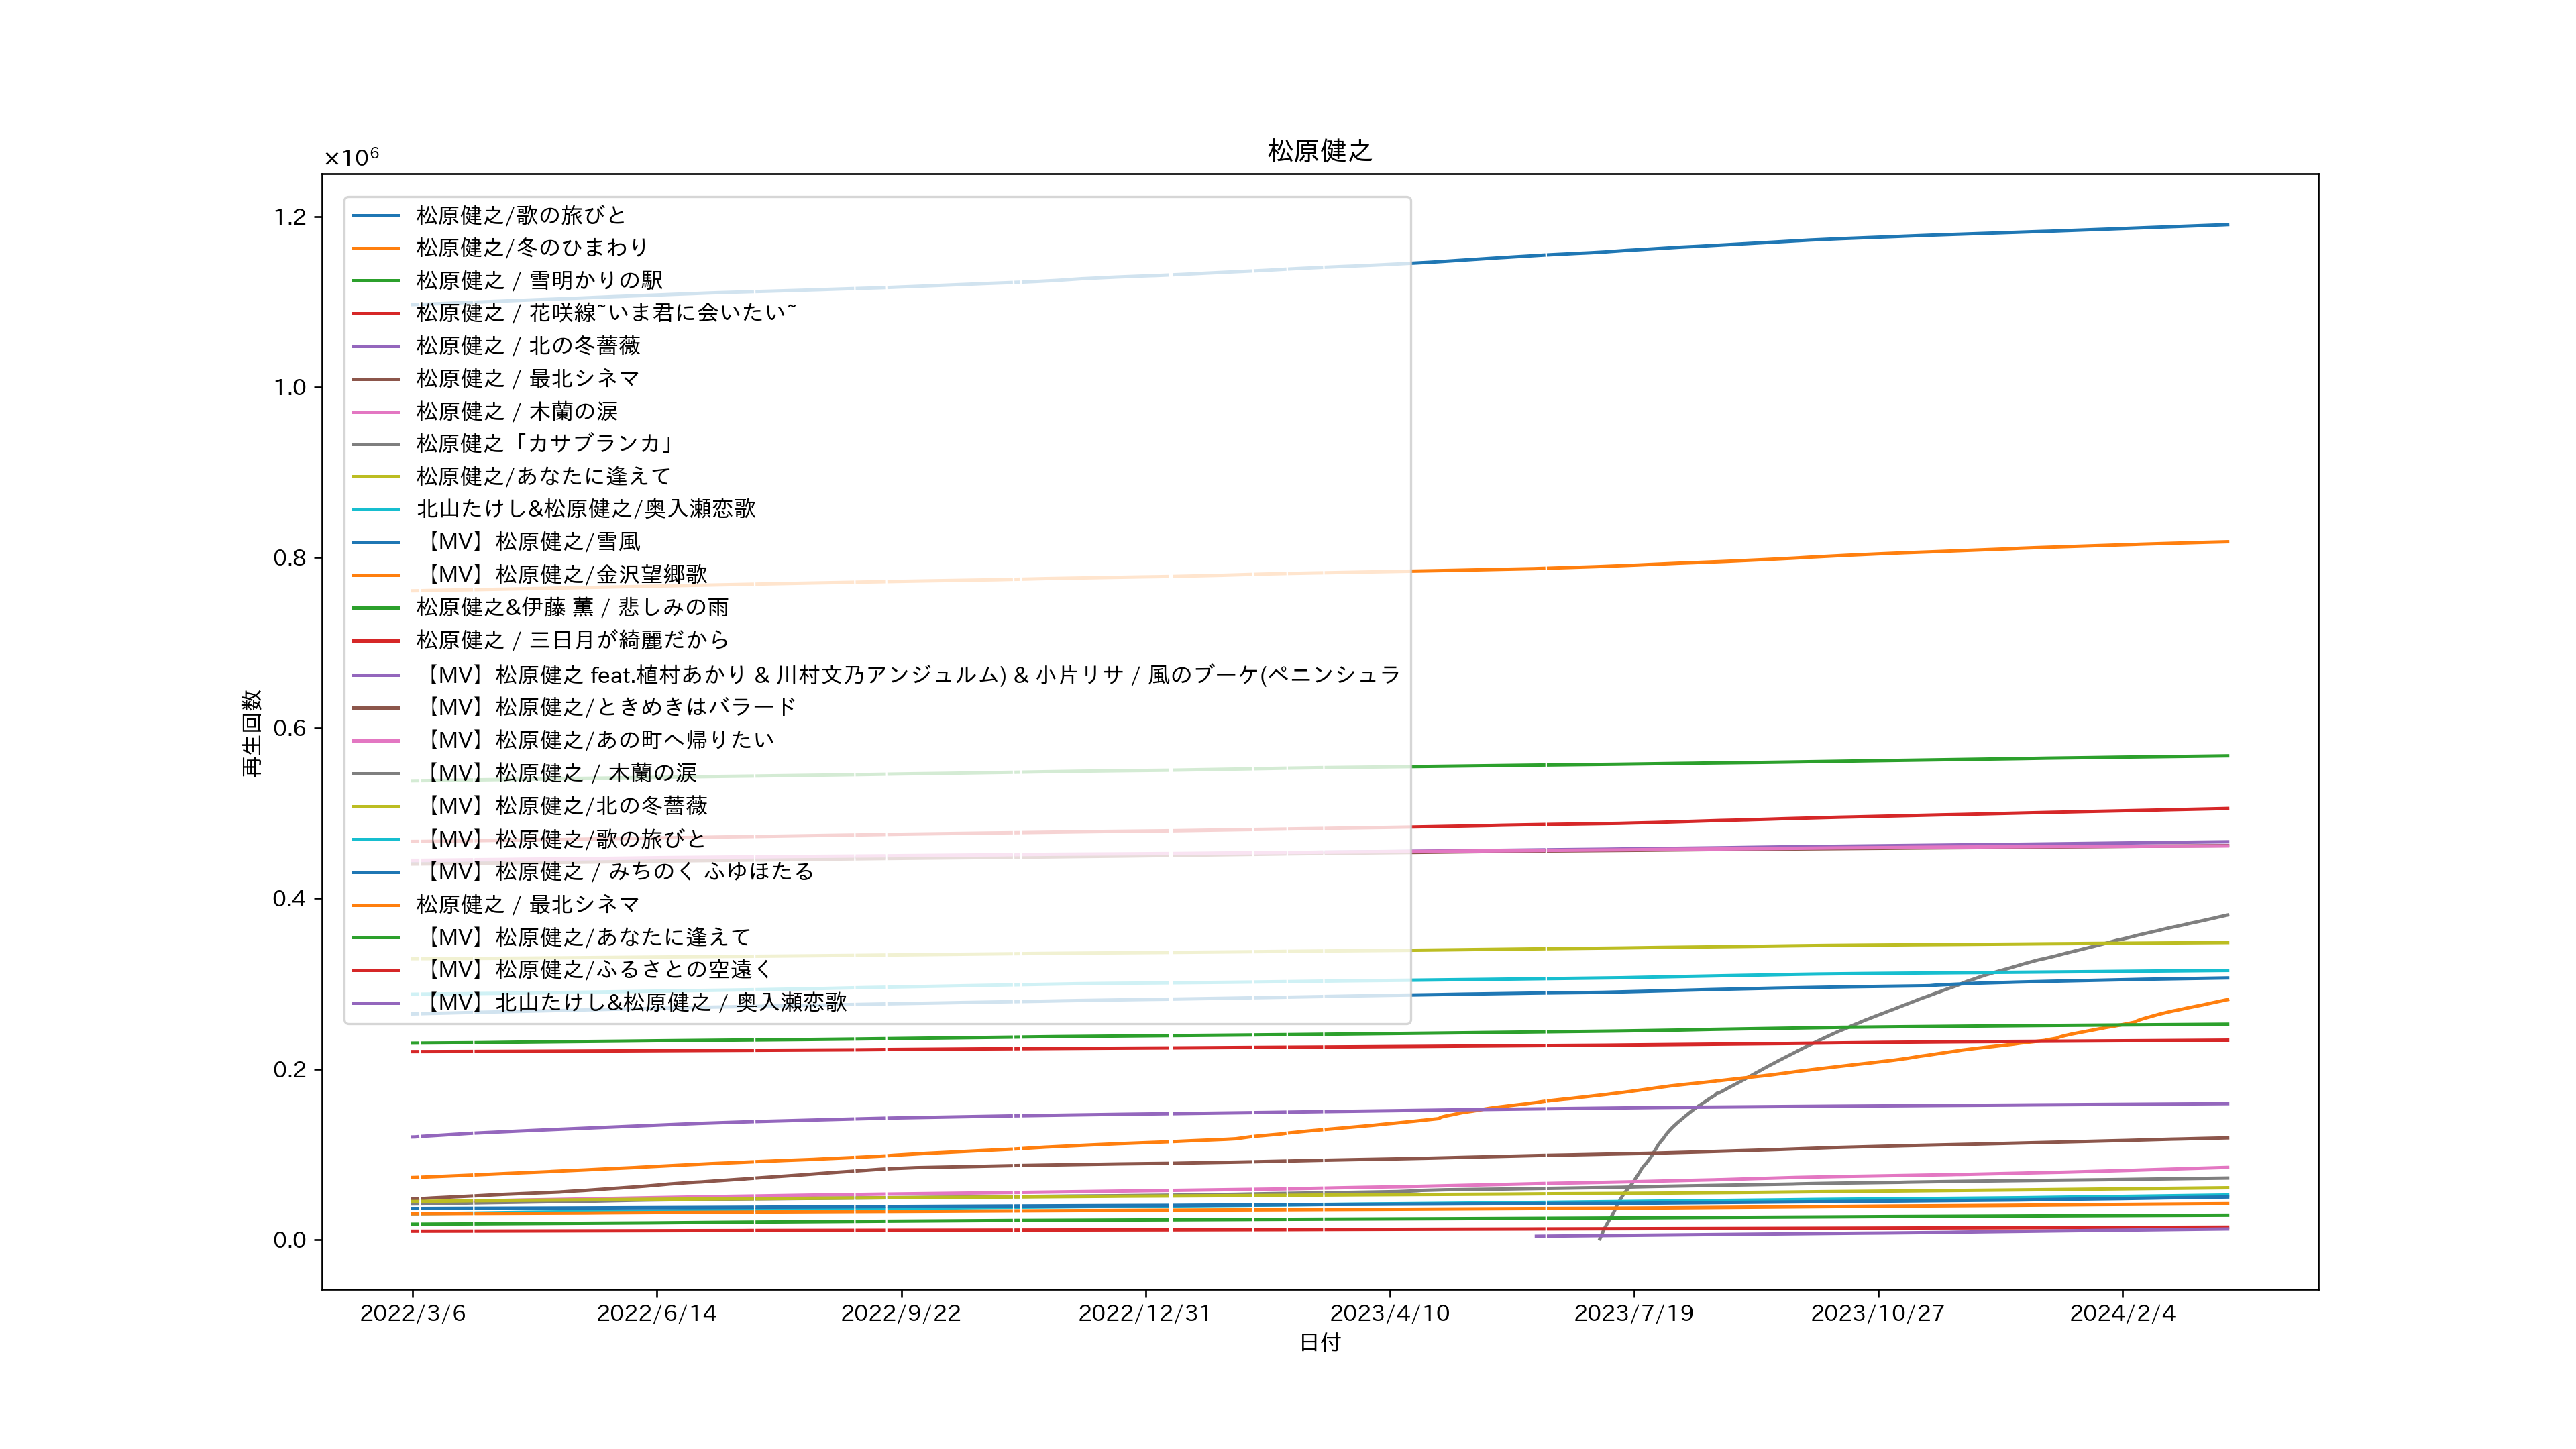 松原健之
×10⁶
1.2
1.0
0.8
0.6
0.4
0.2
0.0
再生回数
松原健之/歌の旅びと
松原健之/冬のひまわり
松原健之 / 雪明かりの駅
松原健之 / 花咲線~いま君に会いたい~
松原健之 / 北の冬薔薇
松原健之 / 最北シネマ
松原健之 / 木蘭の涙
松原健之「カサブランカ」
松原健之/あなたに逢えて
北山たけし&松原健之/奥入瀬恋歌
【MV】松原健之/雪風
【MV】松原健之/金沢望郷歌
松原健之&伊藤 薫 / 悲しみの雨
松原健之 / 三日月が綺麗だから
【MV】松原健之 feat.植村あかり & 川村文乃アンジュルム) & 小片リサ / 風のブーケ(ペニンシュラ
【MV】松原健之/ときめきはバラード
【MV】松原健之/あの町へ帰りたい
【MV】松原健之 / 木蘭の涙
【MV】松原健之/北の冬薔薇
【MV】松原健之/歌の旅びと
【MV】松原健之 / みちのく ふゆほたる
松原健之 / 最北シネマ
【MV】松原健之/あなたに逢えて
【MV】松原健之/ふるさとの空遠く
【MV】北山たけし&松原健之 / 奥入瀬恋歌
2022/3/6 2022/6/14 2022/9/22 2022/12/31 2023/4/10 2023/7/19 2023/10/27 2024/2/4
日付